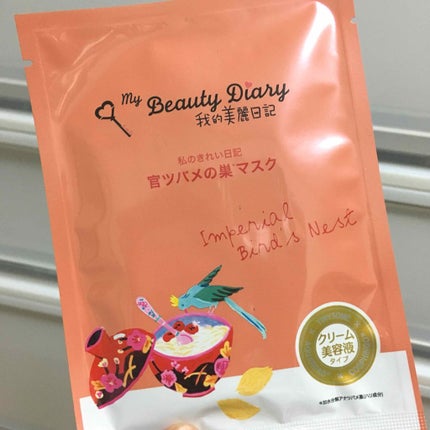 my Beauty Diary
我的美麗日記
私のきれい日記
官ツバメの巣*マスク
Imperial
Bird's Nest
クリーム
美容液
タイプ